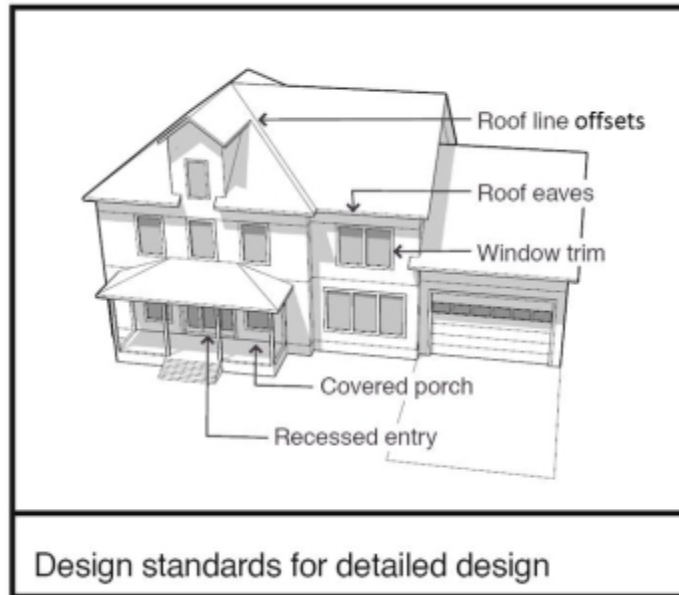 Roof line offsets
Roof eaves
Window trim
Covered porch
Recessed entry
Design standards for detailed design